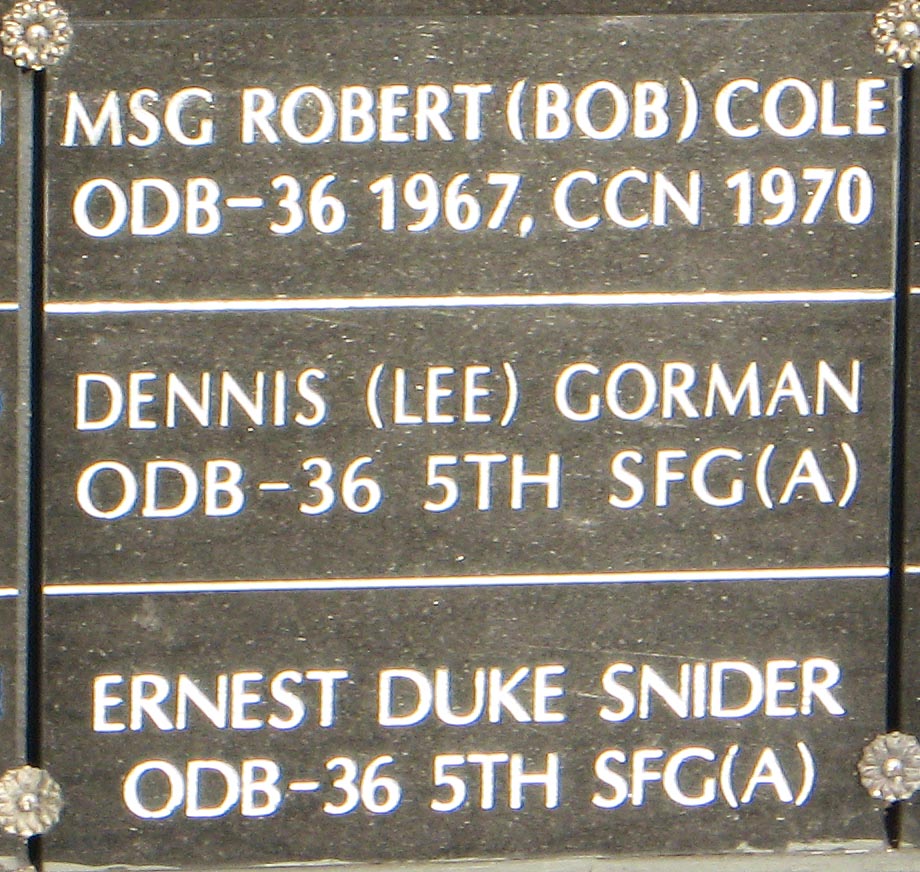 MSG ROBERT (BOB) COLE
ODB-36 1967, CCN 1970
DENNIS (LEE) GORMAN
ODB-36 5TH SFG(A)
ERNEST DUKE SNIDER
ODB-36 5TH SFG(A)